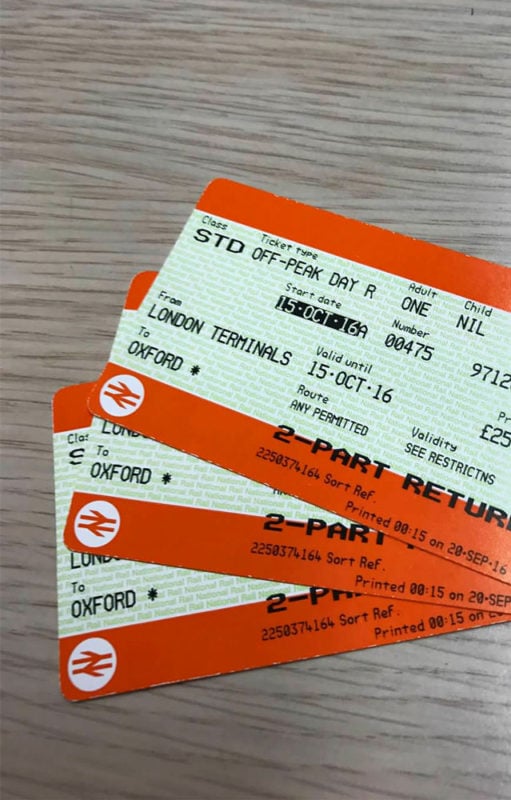 Class Ticket type Adult Child
STD OFF-PEAK DAY R ONE NIL
Start date Number
15·OCT·16A 00475 9712
From Valid until
LONDON TERMINALS 15·OCT·16 £25
To Route Validity
OXFORD * ANY PERMITTED SEE RESTRICTNS
2-PART RETURN
2250374164 Sort Ref.
Printed 00:15 on 20·SEP·16
To
OXFORD *
2-PART
2250374164 Sort Ref.
Printed 00:15 on 20·SEP
To
OXFORD *
2250374164 Sort Ref.
Printed 00:15 on 20·SEP